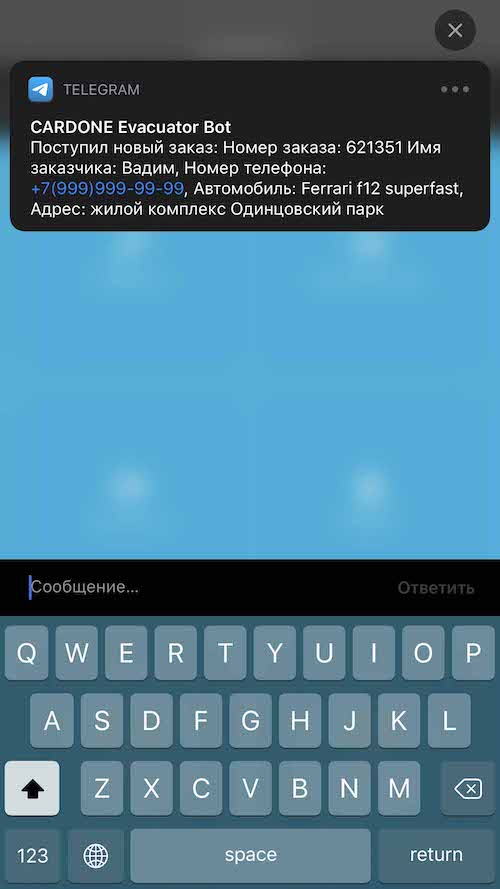 TELEGRAM
CARDONE Evacuator Bot
Поступил новый заказ: Номер заказа: 621351 Имя
заказчика: Вадим, Номер телефона:
+7(999)999-99-99, Автомобиль: Ferrari f12 superfast,
Адрес: жилой комплекс Одинцовский парк
Сообщение...
Ответить
Q W E R T Y U I O P
A S D F G H J K L
Z X C V B N M
123 space return